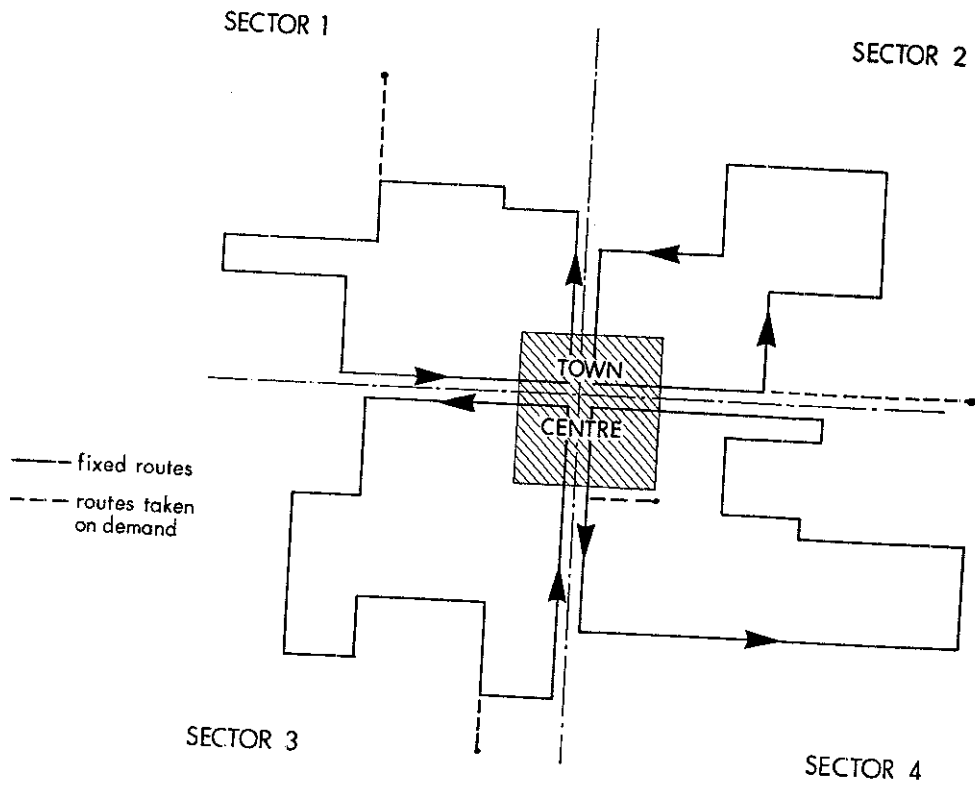 SECTOR 1
SECTOR 2
TOWN
CENTRE
fixed routes
routes taken
on demand
SECTOR 3
SECTOR 4